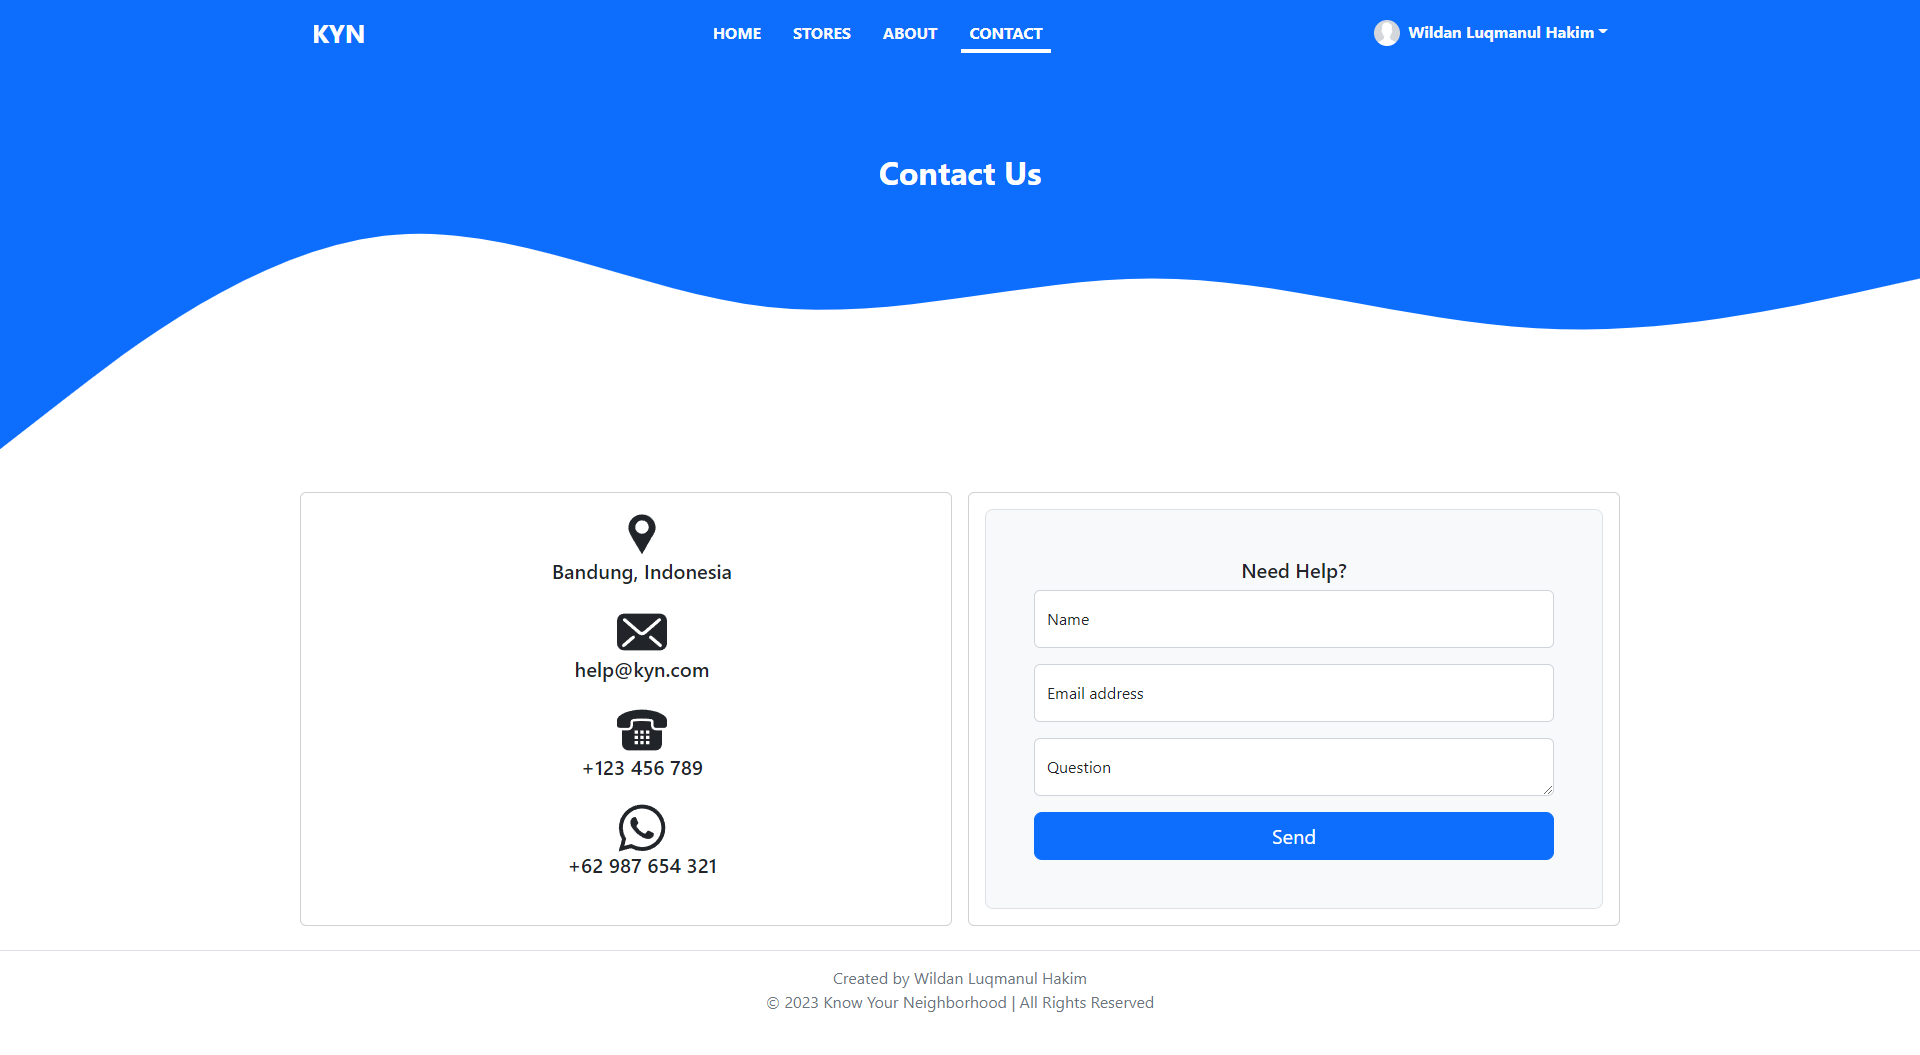 KYN
HOME
STORES
ABOUT
CONTACT
Wildan Luqmanul Hakim
Contact Us
Bandung, Indonesia
help@kyn.com
+123 456 789
+62 987 654 321
Need Help?
Name
Email address
Question
Send
Created by Wildan Luqmanul Hakim
© 2023 Know Your Neighborhood | All Rights Reserved